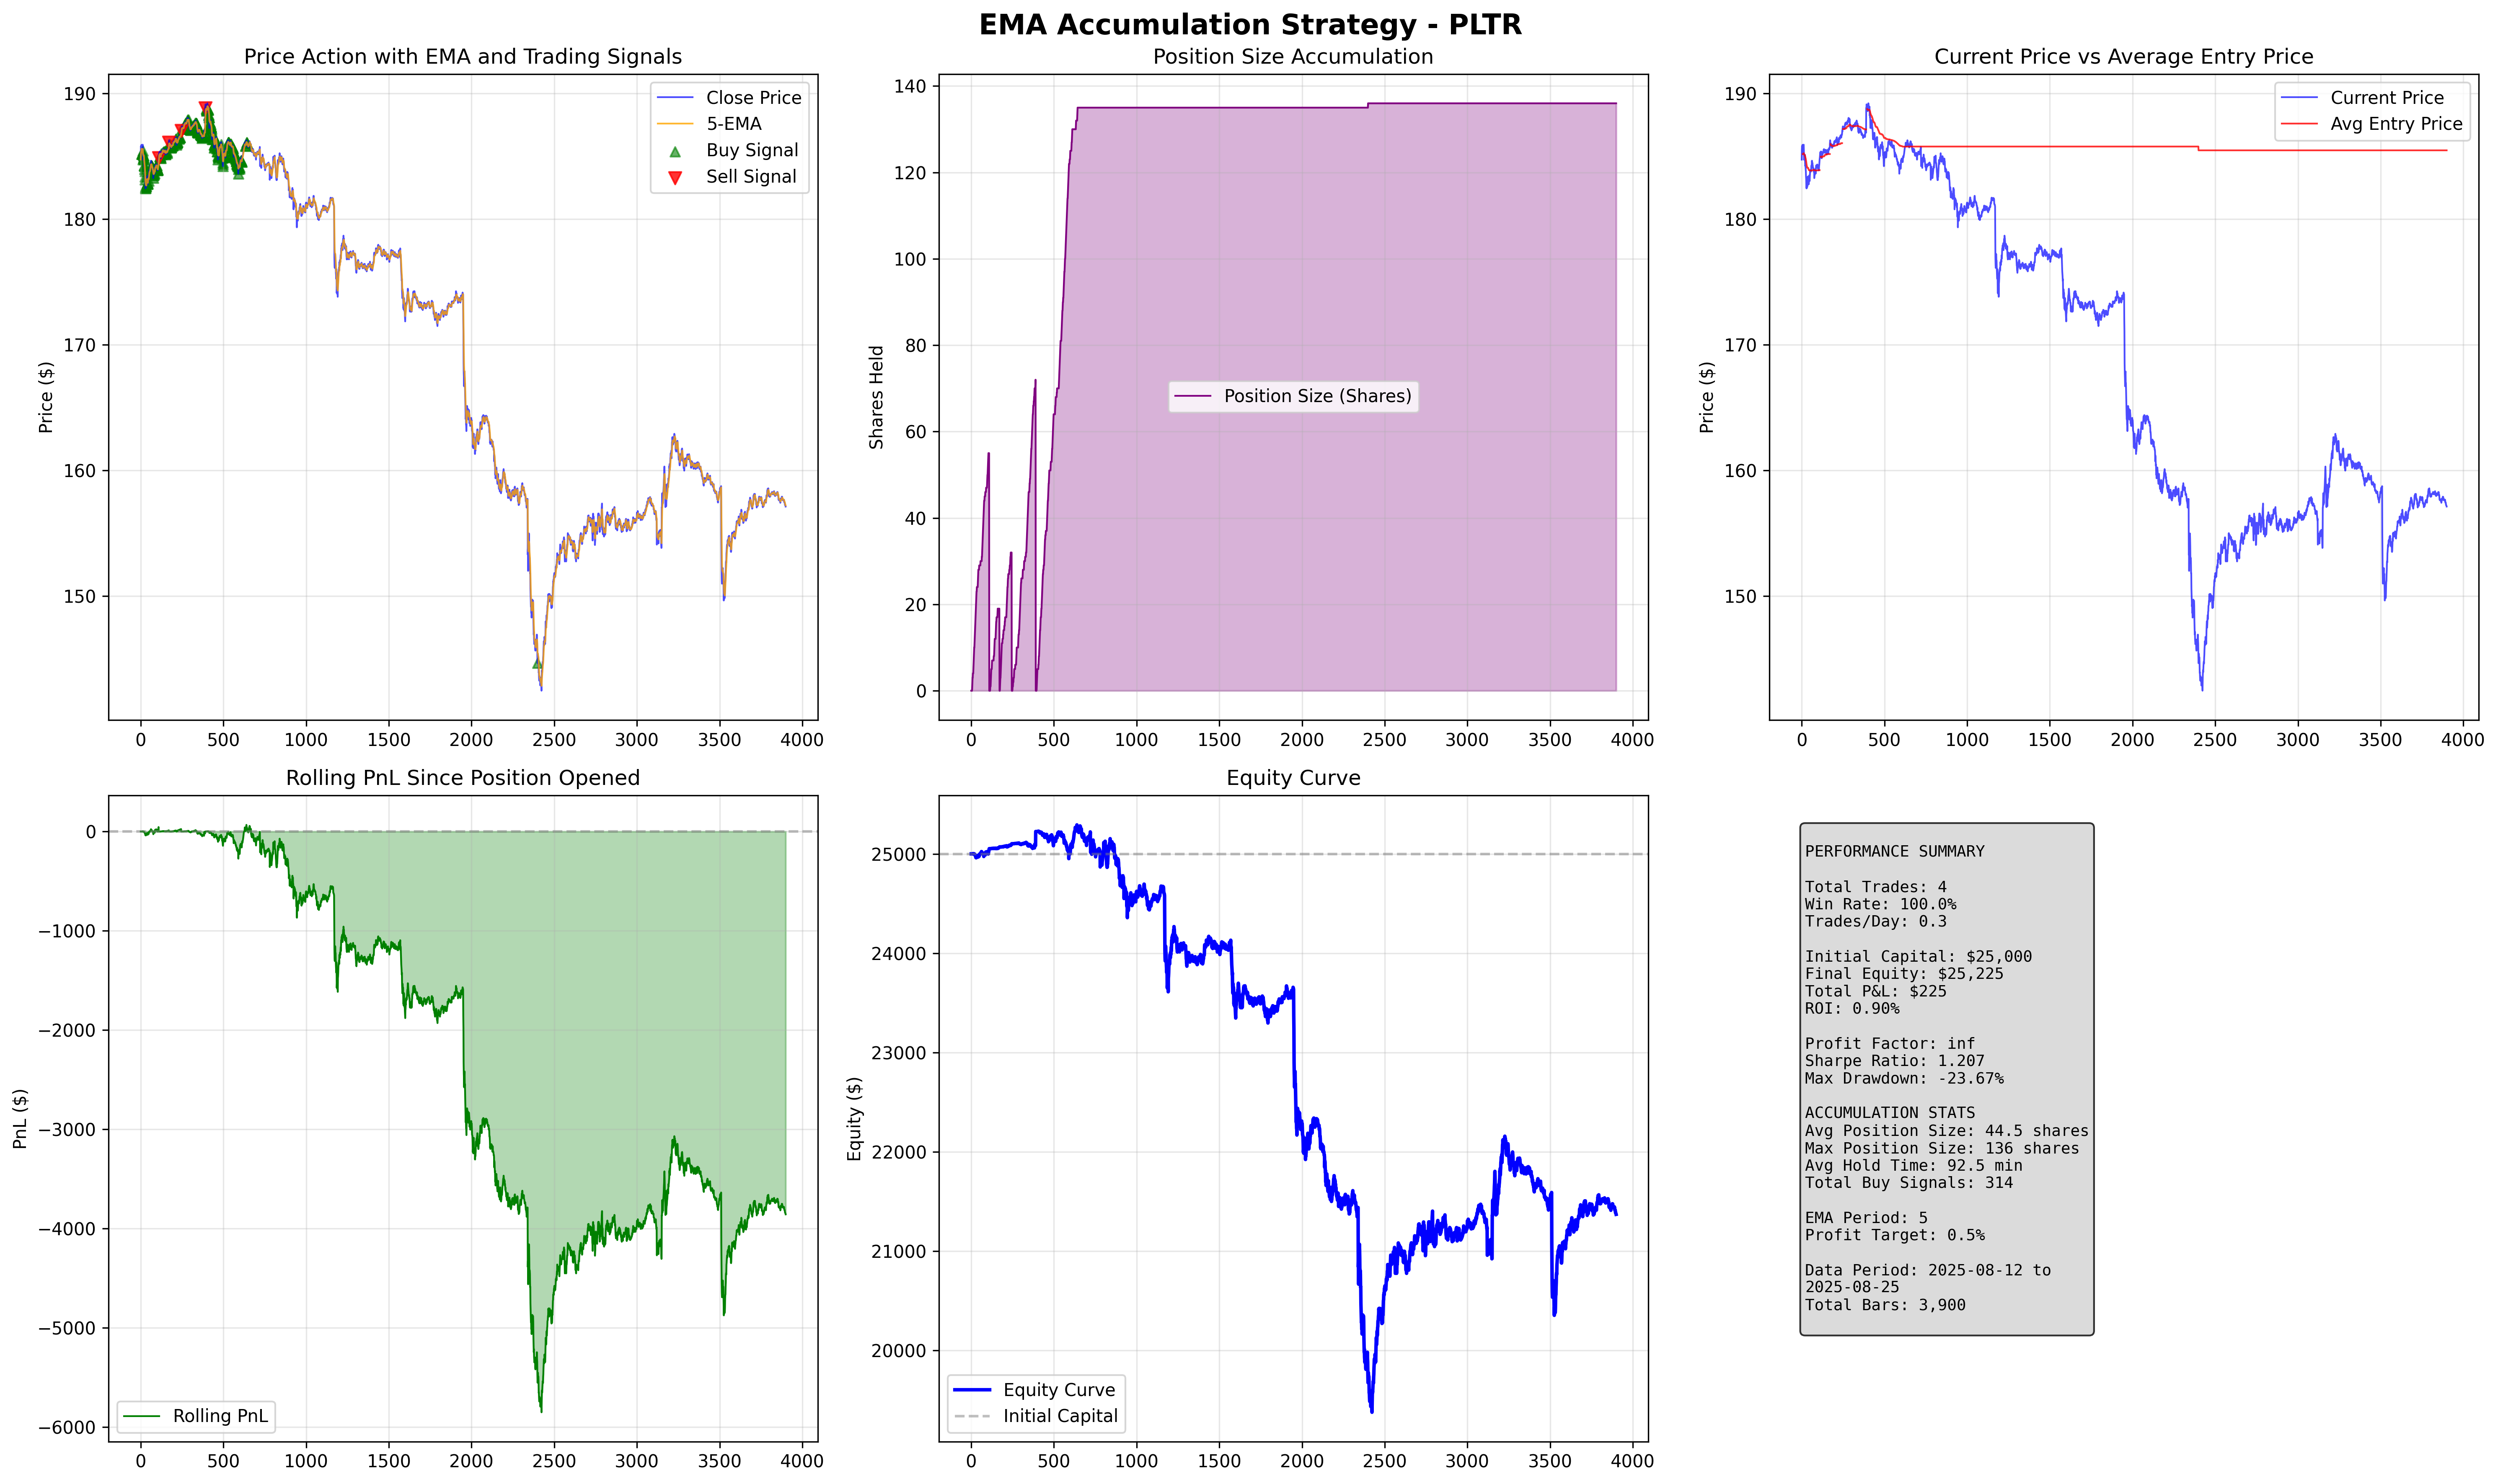 EMA Accumulation Strategy - PLTR
Price Action with EMA and Trading Signals
Price ($)
190
180
170
160
150
0 500 1000 1500 2000 2500 3000 3500 4000
Close Price
5-EMA
Buy Signal
Sell Signal
Position Size Accumulation
Shares Held
140
120
100
80
60
40
20
0
0 500 1000 1500 2000 2500 3000 3500 4000
Position Size (Shares)
Current Price vs Average Entry Price
Price ($)
190
180
170
160
150
0 500 1000 1500 2000 2500 3000 3500 4000
Current Price
Avg Entry Price
Rolling PnL Since Position Opened
PnL ($)
0
−1000
−2000
−3000
−4000
−5000
−6000
0 500 1000 1500 2000 2500 3000 3500 4000
Rolling PnL
Equity Curve
Equity ($)
25000
24000
23000
22000
21000
20000
0 500 1000 1500 2000 2500 3000 3500 4000
Equity Curve
Initial Capital
PERFORMANCE SUMMARY
Total Trades: 4
Win Rate: 100.0%
Trades/Day: 0.3
Initial Capital: $25,000
Final Equity: $25,225
Total P&L: $225
ROI: 0.90%
Profit Factor: inf
Sharpe Ratio: 1.207
Max Drawdown: -23.67%
ACCUMULATION STATS
Avg Position Size: 44.5 shares
Max Position Size: 136 shares
Avg Hold Time: 92.5 min
Total Buy Signals: 314
EMA Period: 5
Profit Target: 0.5%
Data Period: 2025-08-12 to
2025-08-25
Total Bars: 3,900